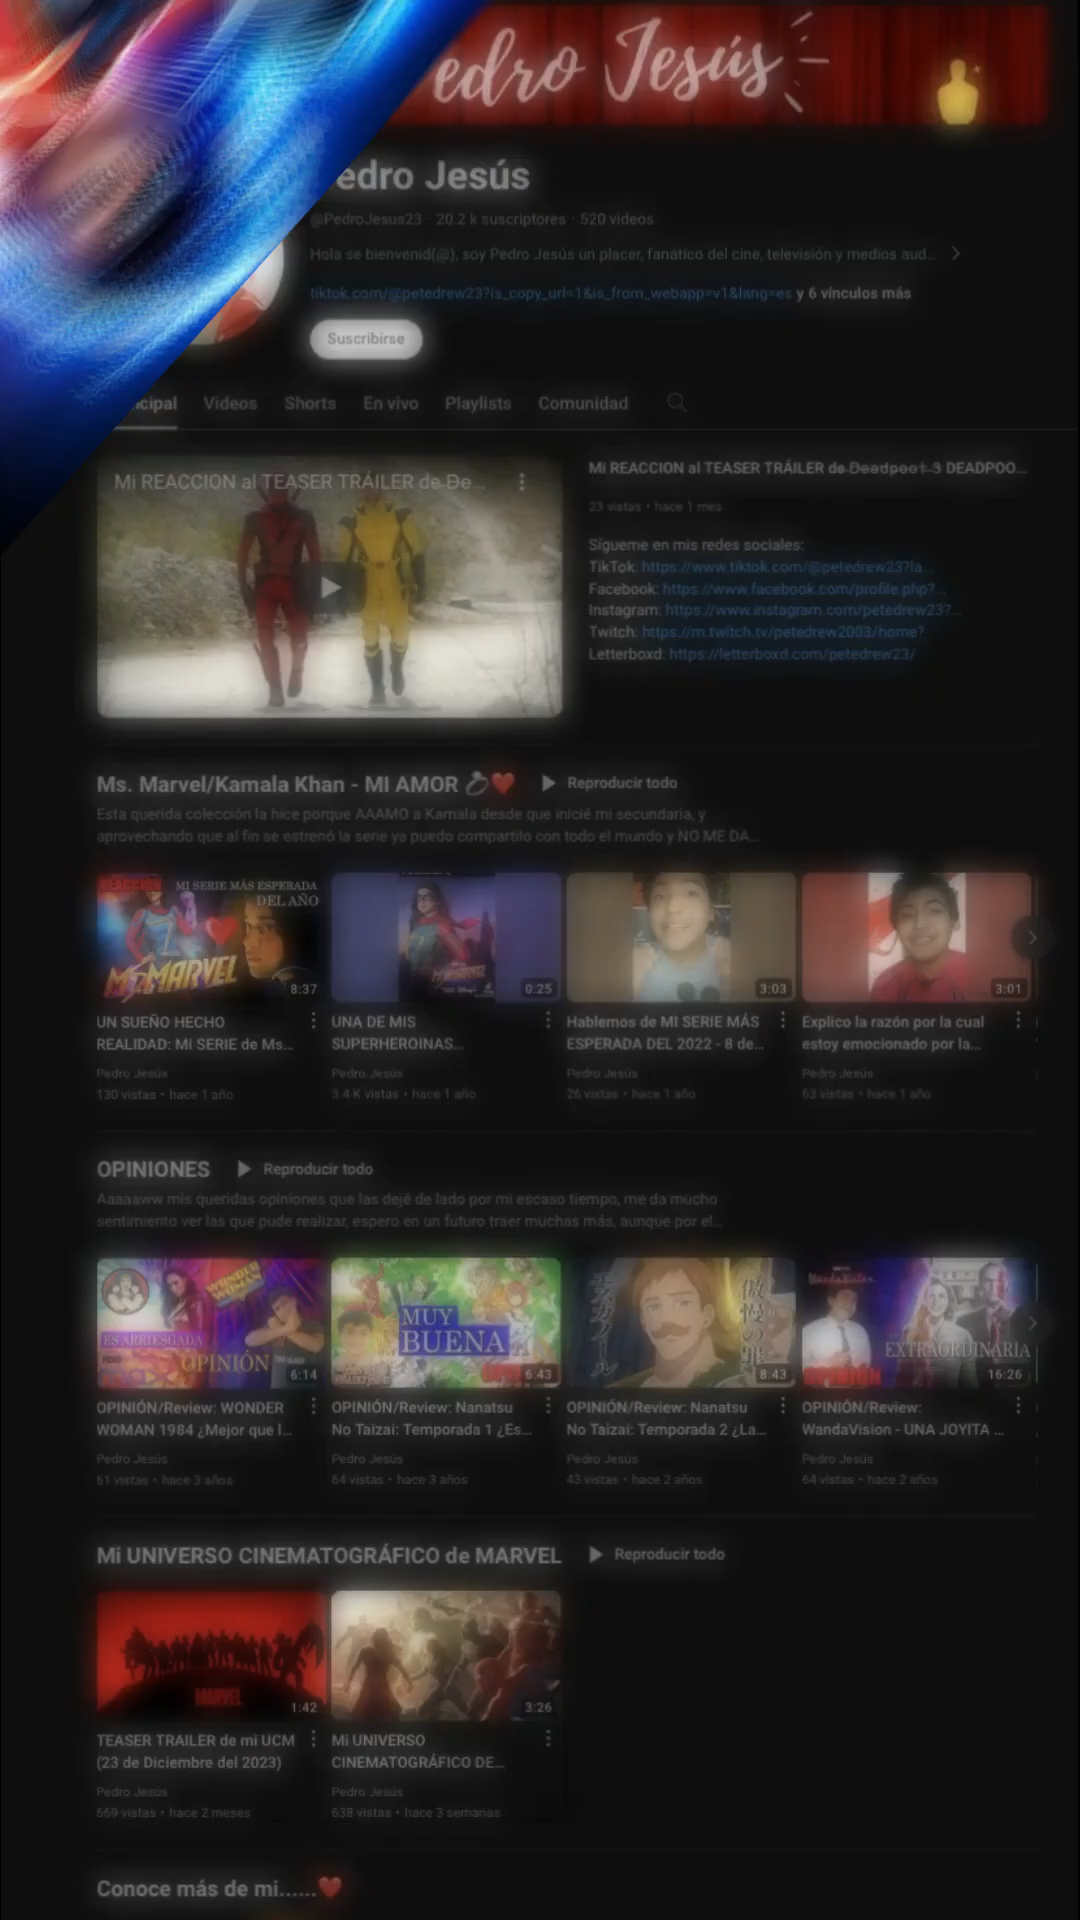 edro Jesús
edro Jesús
@PedroJesus23 · 20.2 k suscriptores · 520 videos
Hola se bienvenid(@), soy Pedro Jesús un placer, fanático del cine, televisión y medios aud...
tiktok.com/@petedrew23?is_copy_url=1&is_from_webapp=v1&lang=es y 6 vínculos más
Suscribirse
cipal Videos Shorts En vivo Playlists Comunidad
Mi REACCION al TEASER TRÁILER de De...
Mi REACCION al TEASER TRÁILER de Deadpool 3 DEADPOO...
23 vistas • hace 1 mes
Sígueme en mis redes sociales:
TikTok: https://www.tiktok.com/@petedrew23?la...
Facebook: https://www.facebook.com/profile.php?...
Instagram: https://www.instagram.com/petedrew23?...
Twitch: https://m.twitch.tv/petedrew2003/home?
Letterboxd: https://letterboxd.com/petedrew23/
Ms. Marvel/Kamala Khan - MI AMOR 💍❤️ Reproducir todo
Esta querida colección la hice porque AAAMO a Kamala desde que inicié mi secundaria, y
aprovechando que al fin se estrenó la serie ya puedo compartilo con todo el mundo y NO ME DA...
REACCION MI SERIE MÁS ESPERADA
DEL AÑO
MS. MARVEL
8:37 0:25 3:03 3:01
UN SUEÑO HECHO
REALIDAD: Mi SERIE de Ms...
Pedro Jesús
130 vistas • hace 1 año
UNA DE MIS
SUPERHEROINAS...
Pedro Jesús
3.4 K vistas • hace 1 año
Hablemos de MI SERIE MÁS
ESPERADA DEL 2022 - 8 de...
Pedro Jesús
26 vistas • hace 1 año
Explico la razón por la cual
estoy emocionado por la...
Pedro Jesús
63 vistas • hace 1 año
OPINIONES Reproducir todo
Aaaaaww mis queridas opiniones que las dejé de lado por mi escaso tiempo, me da mucho
sentimiento ver las que pude realizar, espero en un futuro traer muchas más, aunque por el...
WONDER
WOMAN
ES ARRIESGADA
OPINIÓN
6:14
MUY
BUENA
6:43
エスカノール
傲慢の罪
8:43
WandaVision
EXTRAORDINARIA
OPINION
16:26
OPINIÓN/Review: WONDER
WOMAN 1984 ¿Mejor que l...
Pedro Jesús
61 vistas • hace 3 años
OPINIÓN/Review: Nanatsu
No Taizai: Temporada 1 ¿Es...
Pedro Jesús
64 vistas • hace 3 años
OPINIÓN/Review: Nanatsu
No Taizai: Temporada 2 ¿La...
Pedro Jesús
43 vistas • hace 2 años
OPINIÓN/Review:
WandaVision - UNA JOYITA ...
Pedro Jesús
64 vistas • hace 2 años
Mi UNIVERSO CINEMATOGRÁFICO de MARVEL Reproducir todo
MARVEL
1:42 3:26
TEASER TRAILER de mi UCM
(23 de Diciembre del 2023)
Pedro Jesús
669 vistas • hace 2 meses
Mi UNIVERSO
CINEMATOGRÁFICO DE...
Pedro Jesús
638 vistas • hace 3 semanas
Conoce más de mi......❤️